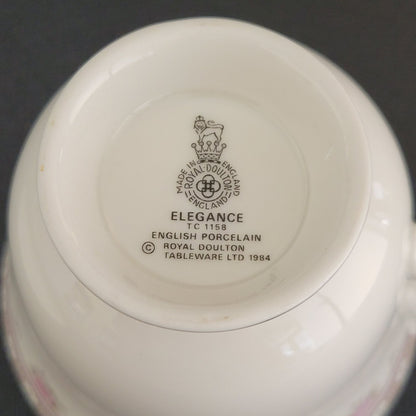 MADE IN ENGLAND
ROYAL DOULTON
ENGLAND
ELEGANCE
TC 1158
ENGLISH PORCELAIN
© ROYAL DOULTON
TABLEWARE LTD 1984